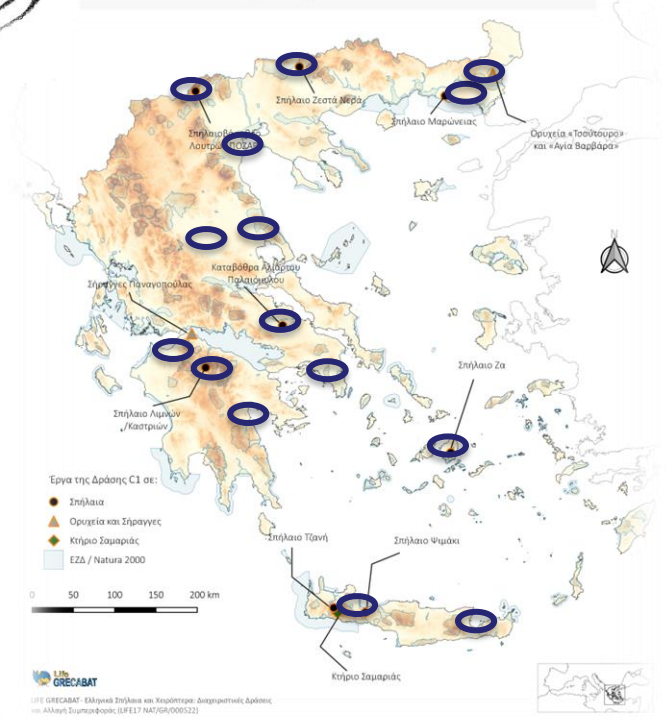 Σπήλαιο Ζεστά Νερά
Σπήλαιο Μαρώνειας
Ορυχεία «Τσούτουρο»
και «Αγία Βαρβάρα»
Λουτρών ΠΟΖΑΡ
Καταβόθρα Αλιάρτου
Παλαιόμυλου
Σήραγγες Παναγοπούλας
Σπήλαιο Ζα
Σπήλαιο Λιμνών
/Καστριών
Έργα της Δράσης C1 σε:
Σπήλαια
Ορυχεία και Σήραγγες
Κτήριο Σαμαριάς
ΕΖΔ / Natura 2000
Σπήλαιο Τζανή
Σπήλαιο Ψιμάκι
0 50 100 150 200 km
Κτήριο Σαμαριάς
N
Life
GRECABAT
LIFE GRECABAT- Ελληνικά Σπήλαια και Χειρόπτερα: Διαχειριστικές Δράσεις
και Αλλαγή Συμπεριφοράς (LIFE17 NAT/GR/000522)